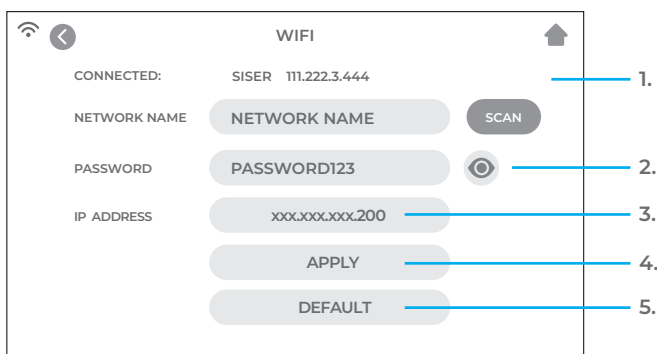 WIFI
CONNECTED: SISER 111.222.3.444 1.
NETWORK NAME NETWORK NAME SCAN
PASSWORD PASSWORD123 2.
IP ADDRESS xxx.xxx.xxx.200 3.
APPLY 4.
DEFAULT 5.